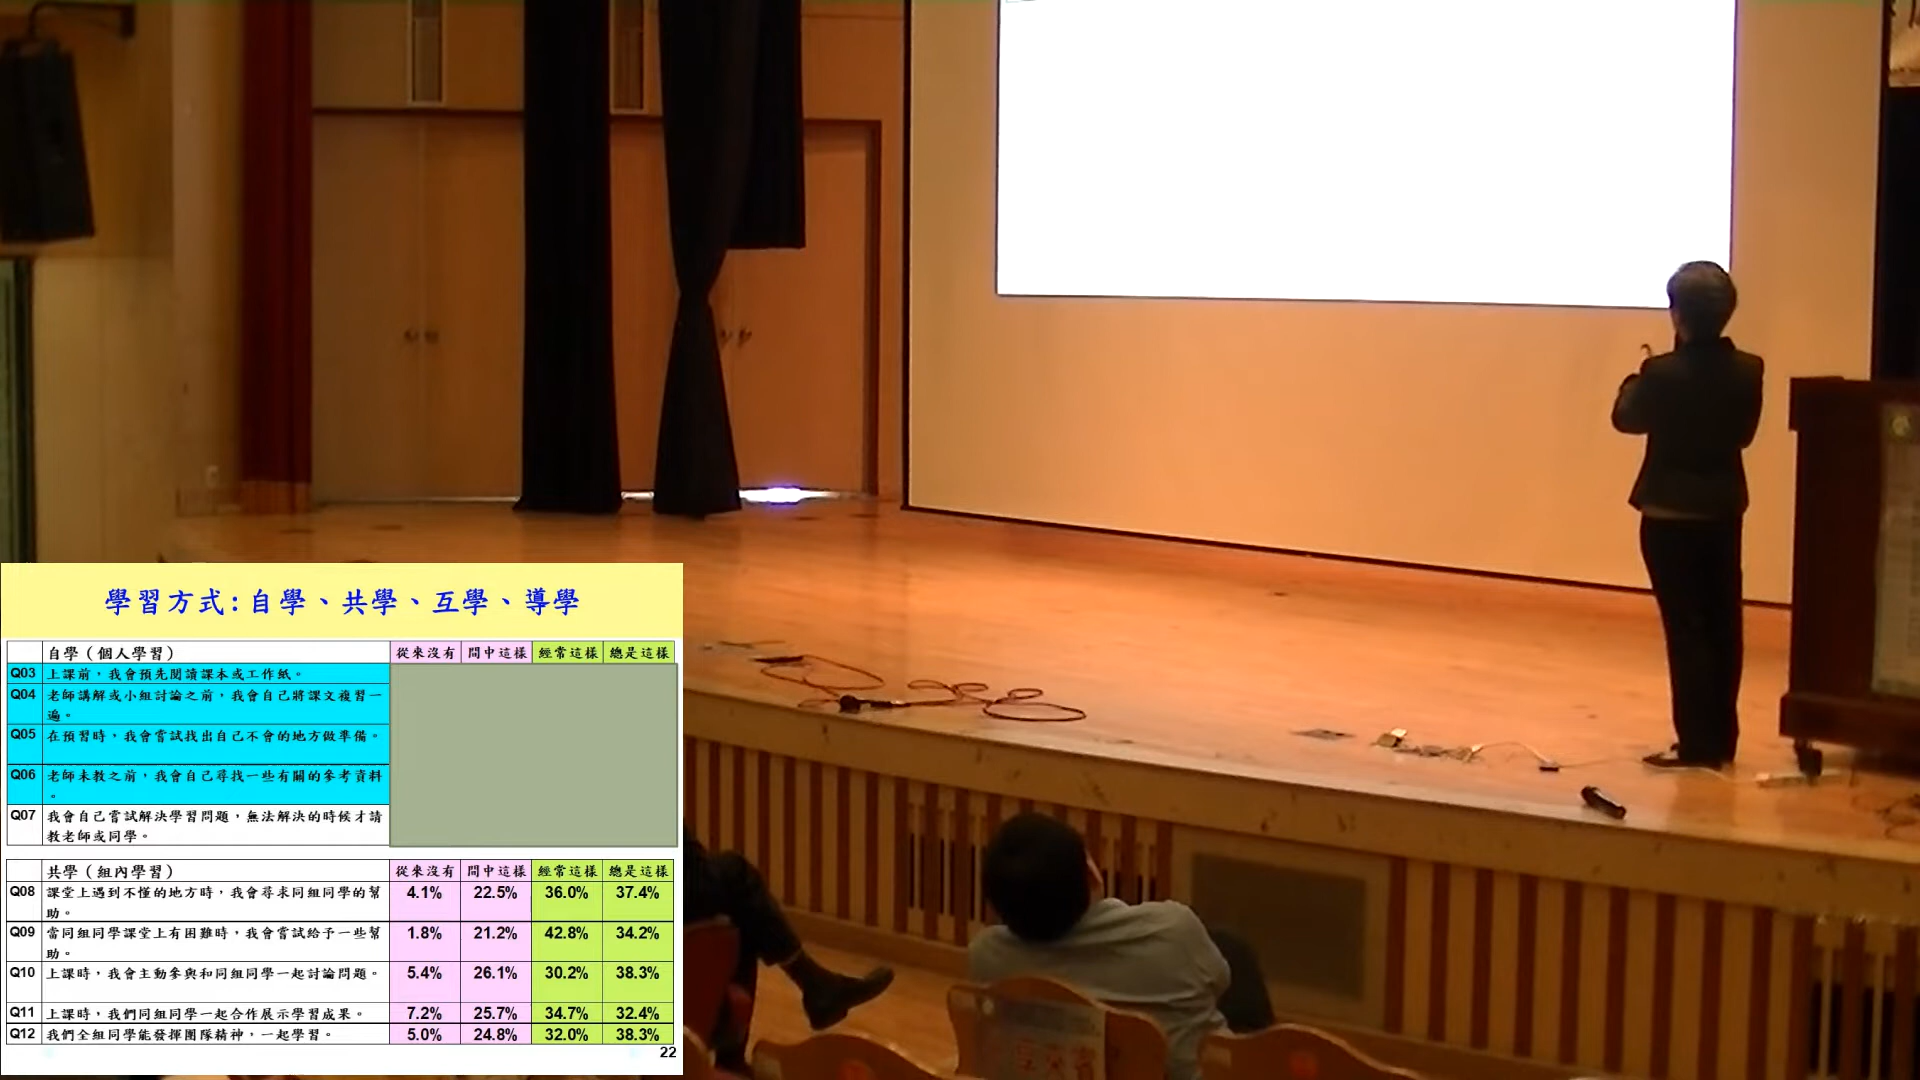 學習方式:自學、共學、互學、導學
自學（個人學習） 從來沒有 間中這樣 經常這樣 總是這樣
Q03 上課前，我會預先閱讀課本或工作紙。
Q04 老師講解或小組討論之前，我會自己將課文複習一
遍。
Q05 在預習時，我會嘗試找出自己不會的地方做準備。
Q06 老師未教之前，我會自己尋找一些有關的參考資料
。
Q07 我會自己嘗試解決學習問題，無法解決的時候才請
教老師或同學。
共學（組內學習） 從來沒有 間中這樣 經常這樣 總是這樣
Q08 課堂上遇到不懂的地方時，我會尋求同組同學的幫 4.1% 22.5% 36.0% 37.4%
助。
Q09 當同組同學課堂上有困難時，我會嘗試給予一些幫 1.8% 21.2% 42.8% 34.2%
助。
Q10 上課時，我會主動參與和同組同學一起討論問題。 5.4% 26.1% 30.2% 38.3%
Q11 上課時，我們同組同學一起合作展示學習成果。 7.2% 25.7% 34.7% 32.4%
Q12 我們全組同學能發揮團隊精神，一起學習。 5.0% 24.8% 32.0% 38.3%
22